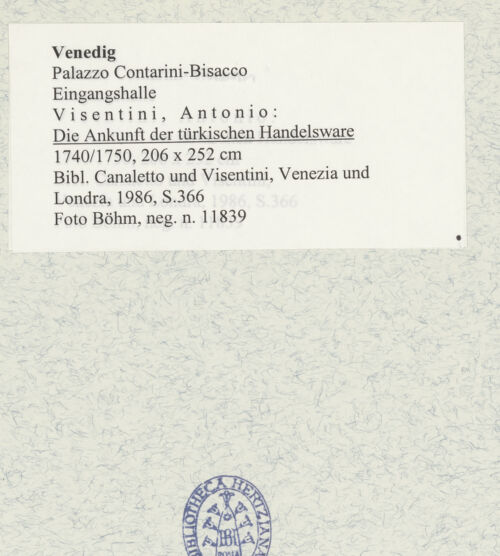 Venedig
Palazzo Contarini-Bisacco
Eingangshalle
Visentini, Antonio:
Die Ankunft der türkischen Handelsware
1740/1750, 206 x 252 cm
Bibl. Canaletto und Visentini, Venezia und
Londra, 1986, S.366
Foto Böhm, neg. n. 11839
BIBLIOTHECA HERTZIANA
ROMA